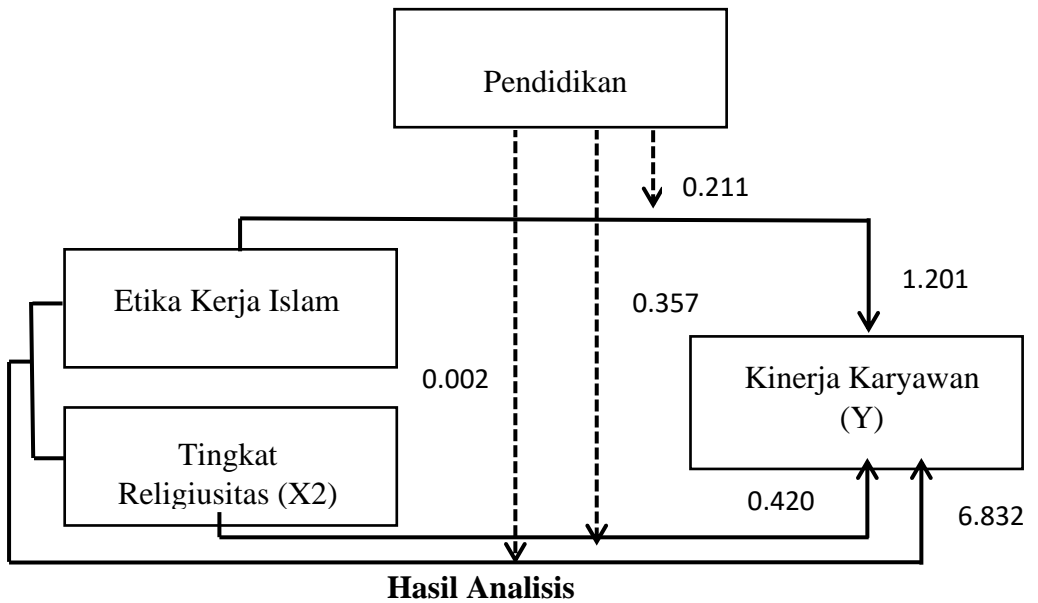 Pendidikan
0.211
Etika Kerja Islam
1.201
0.357
0.002
Kinerja Karyawan
(Y)
Tingkat
Religiusitas (X2)
0.420
6.832
Hasil Analisis